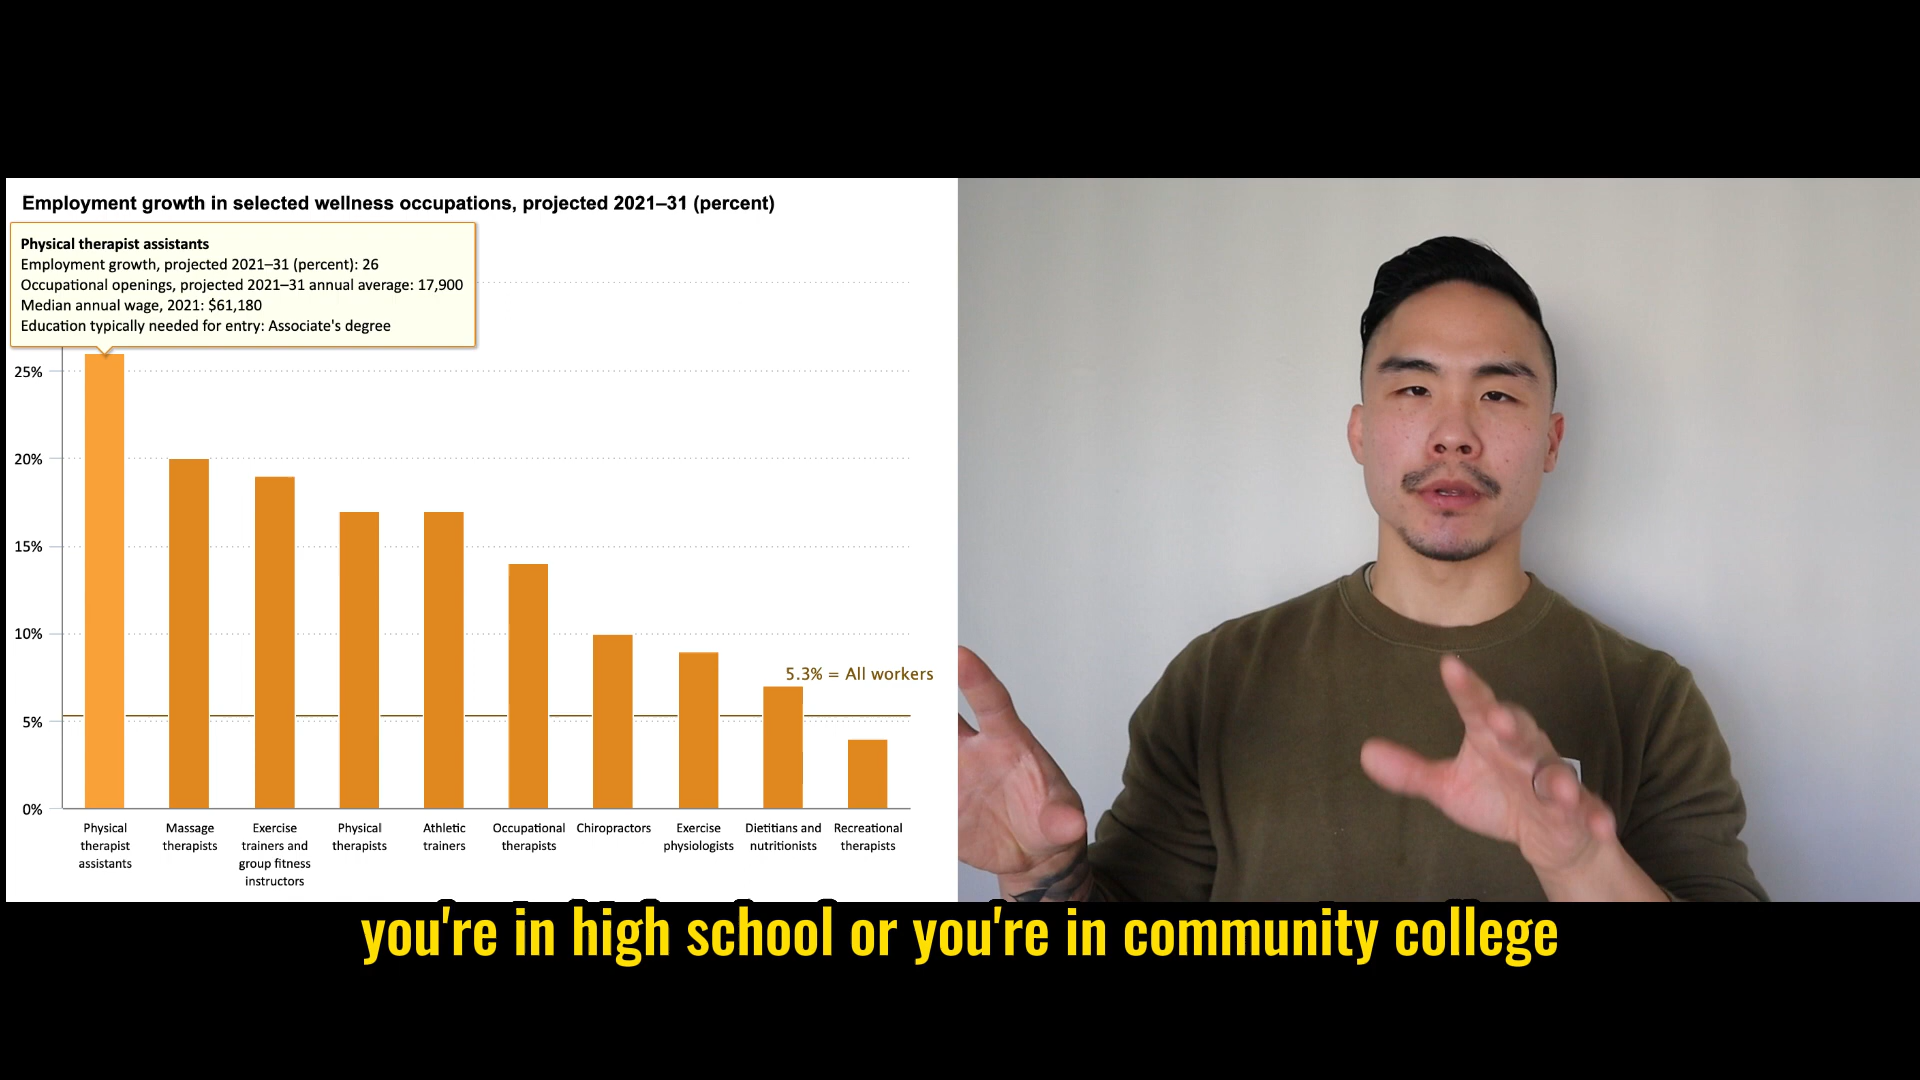 Employment growth in selected wellness occupations, projected 2021–31 (percent)
Physical therapist assistants
Employment growth, projected 2021–31 (percent): 26
Occupational openings, projected 2021–31 annual average: 17,900
Median annual wage, 2021: $61,180
Education typically needed for entry: Associate's degree
25%
20%
15%
10%
5%
0%
5.3% = All workers
Physical
therapist
assistants
Massage
therapists
Exercise
trainers and
group fitness
instructors
Physical
therapists
Athletic
trainers
Occupational
therapists
Chiropractors
Exercise
physiologists
Dietitians and
nutritionists
Recreational
therapists
you're in high school or you're in community college